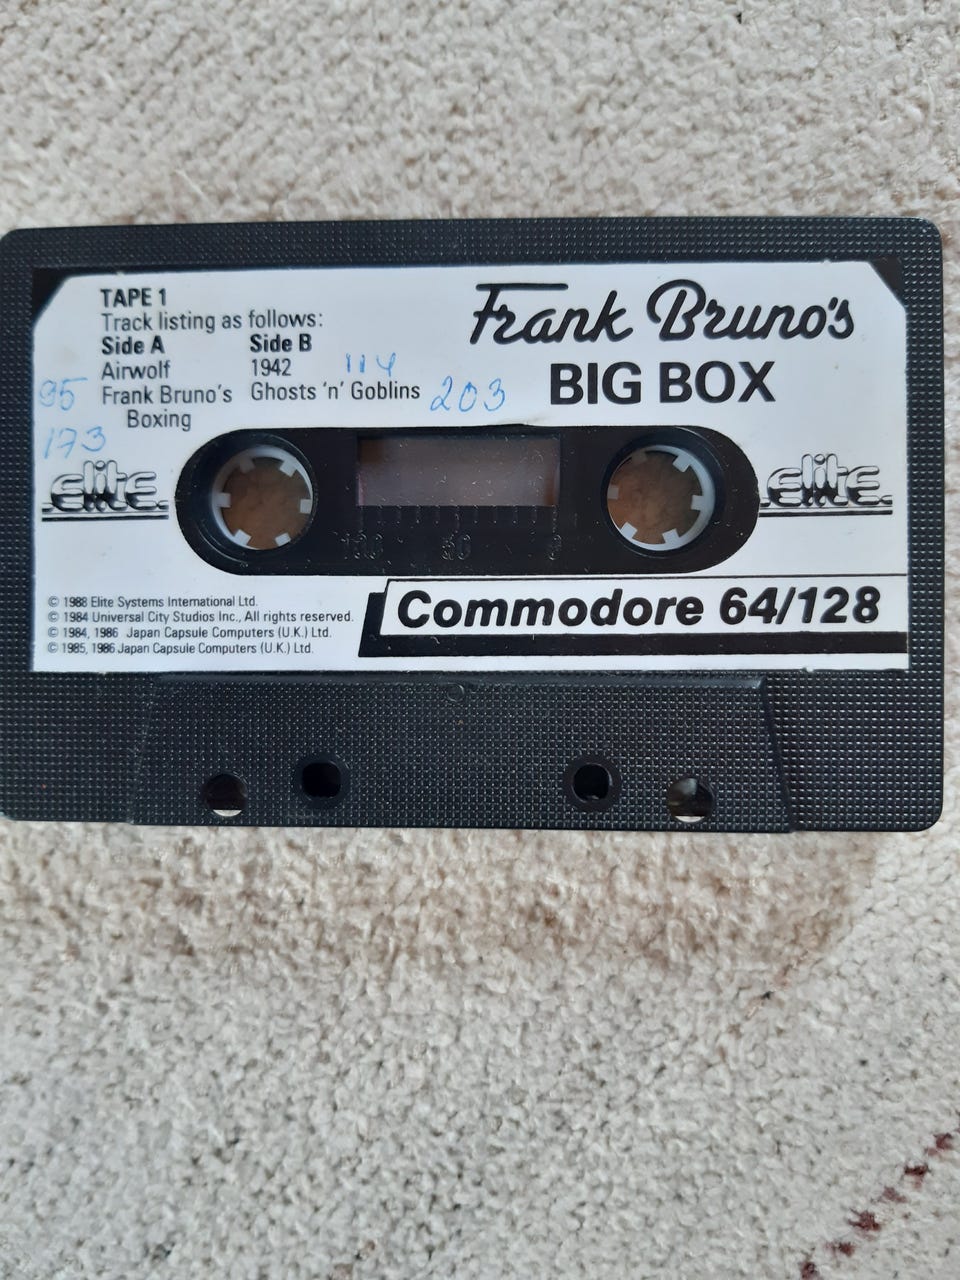 TAPE 1
Track listing as follows:
Side A Side B
Airwolf 1942 114
95 Frank Bruno's Ghosts 'n' Goblins 203
Boxing
173
Frank Bruno's
BIG BOX
elite elite
© 1988 Elite Systems International Ltd.
© 1984 Universal City Studios Inc., All rights reserved.
© 1984, 1986 Japan Capsule Computers (U.K.) Ltd.
© 1985, 1986 Japan Capsule Computers (U.K.) Ltd.
Commodore 64/128